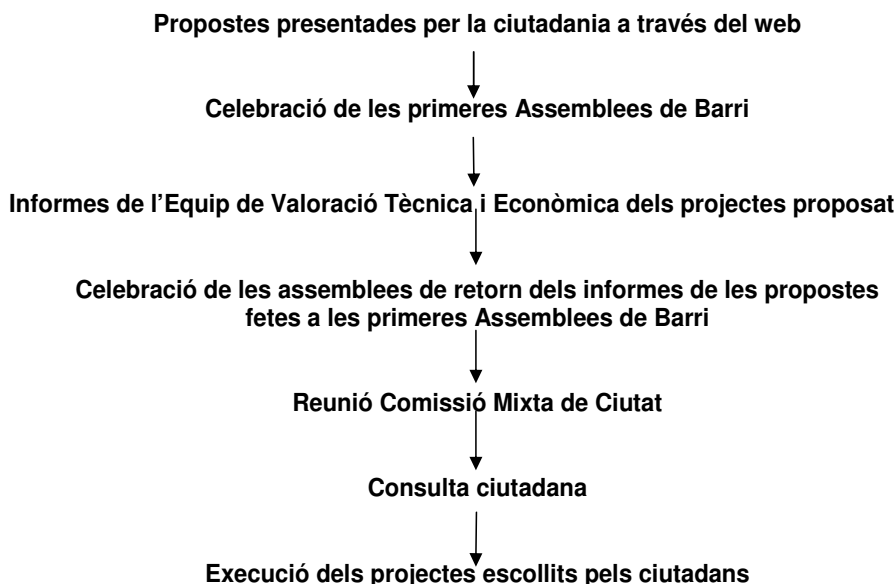 Propostes presentades per la ciutadania a través del web
Celebració de les primeres Assemblees de Barri
Informes de l'Equip de Valoració Tècnica i Econòmica dels projectes proposat
Celebració de les assemblees de retorn dels informes de les propostes
fetes a les primeres Assemblees de Barri
Reunió Comissió Mixta de Ciutat
Consulta ciutadana
Execució dels projectes escollits pels ciutadans